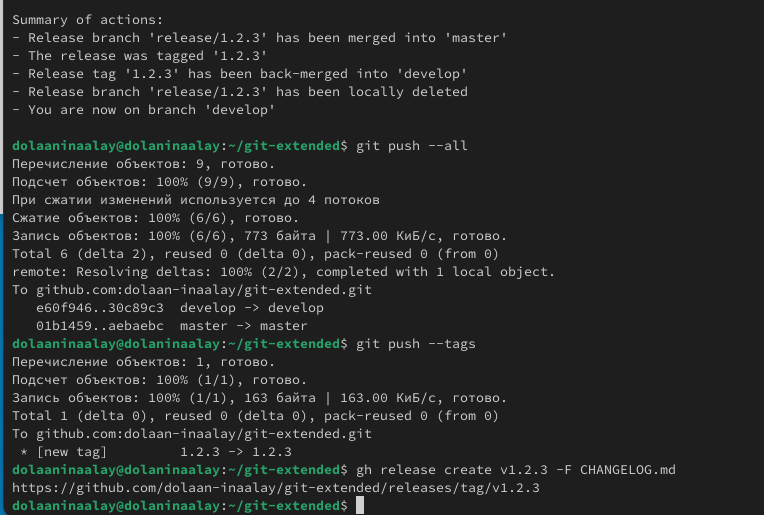 Summary of actions:
- Release branch 'release/1.2.3' has been merged into 'master'
- The release was tagged '1.2.3'
- Release tag '1.2.3' has been back-merged into 'develop'
- Release branch 'release/1.2.3' has been locally deleted
- You are now on branch 'develop'
dolaaninaalay@dolaninaalay:~/git-extended$ git push --all
Перечисление объектов: 9, готово.
Подсчет объектов: 100% (9/9), готово.
При сжатии изменений используется до 4 потоков
Сжатие объектов: 100% (6/6), готово.
Запись объектов: 100% (6/6), 773 байта | 773.00 КиБ/с, готово.
Total 6 (delta 2), reused 0 (delta 0), pack-reused 0 (from 0)
remote: Resolving deltas: 100% (2/2), completed with 1 local object.
To github.com:dolaan-inaalay/git-extended.git
   e60f946..30c89c3  develop -> develop
   01b1459..aebaebc  master -> master
dolaaninaalay@dolaninaalay:~/git-extended$ git push --tags
Перечисление объектов: 1, готово.
Подсчет объектов: 100% (1/1), готово.
Запись объектов: 100% (1/1), 163 байта | 163.00 КиБ/с, готово.
Total 1 (delta 0), reused 0 (delta 0), pack-reused 0 (from 0)
To github.com:dolaan-inaalay/git-extended.git
 * [new tag]         1.2.3 -> 1.2.3
dolaaninaalay@dolaninaalay:~/git-extended$ gh release create v1.2.3 -F CHANGELOG.md
https://github.com/dolaan-inaalay/git-extended/releases/tag/v1.2.3
dolaaninaalay@dolaninaalay:~/git-extended$